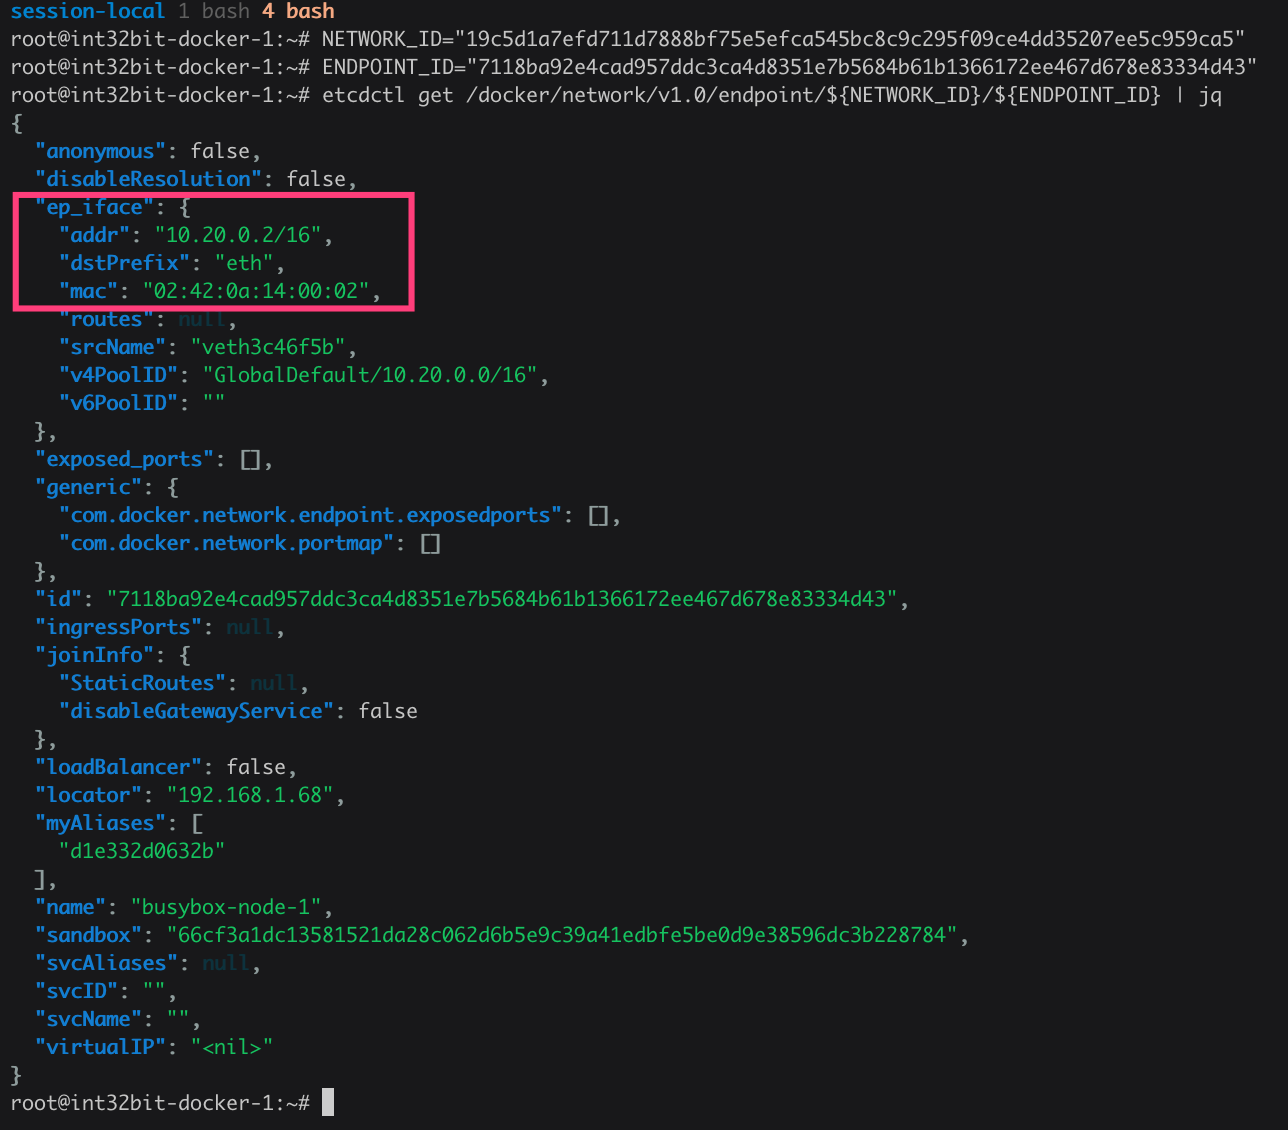 session-local 1 bash 4 bash
root@int32bit-docker-1:~# NETWORK_ID="19c5d1a7efd711d7888bf75e5efca545bc8c9c295f09ce4dd35207ee5c959ca5"
root@int32bit-docker-1:~# ENDPOINT_ID="7118ba92e4cad957ddc3ca4d8351e7b5684b61b1366172ee467d678e83334d43"
root@int32bit-docker-1:~# etcdctl get /docker/network/v1.0/endpoint/${NETWORK_ID}/${ENDPOINT_ID} | jq
{
  "anonymous": false,
  "disableResolution": false,
  "ep_iface": {
    "addr": "10.20.0.2/16",
    "dstPrefix": "eth",
    "mac": "02:42:0a:14:00:02",
    "routes": null,
    "srcName": "veth3c46f5b",
    "v4PoolID": "GlobalDefault/10.20.0.0/16",
    "v6PoolID": ""
  },
  "exposed_ports": [],
  "generic": {
    "com.docker.network.endpoint.exposedports": [],
    "com.docker.network.portmap": []
  },
  "id": "7118ba92e4cad957ddc3ca4d8351e7b5684b61b1366172ee467d678e83334d43",
  "ingressPorts": null,
  "joinInfo": {
    "StaticRoutes": null,
    "disableGatewayService": false
  },
  "loadBalancer": false,
  "locator": "192.168.1.68",
  "myAliases": [
    "d1e332d0632b"
  ],
  "name": "busybox-node-1",
  "sandbox": "66cf3a1dc13581521da28c062d6b5e9c39a41edbfe5be0d9e38596dc3b228784",
  "svcAliases": null,
  "svcID": "",
  "svcName": "",
  "virtualIP": "<nil>"
}
root@int32bit-docker-1:~#